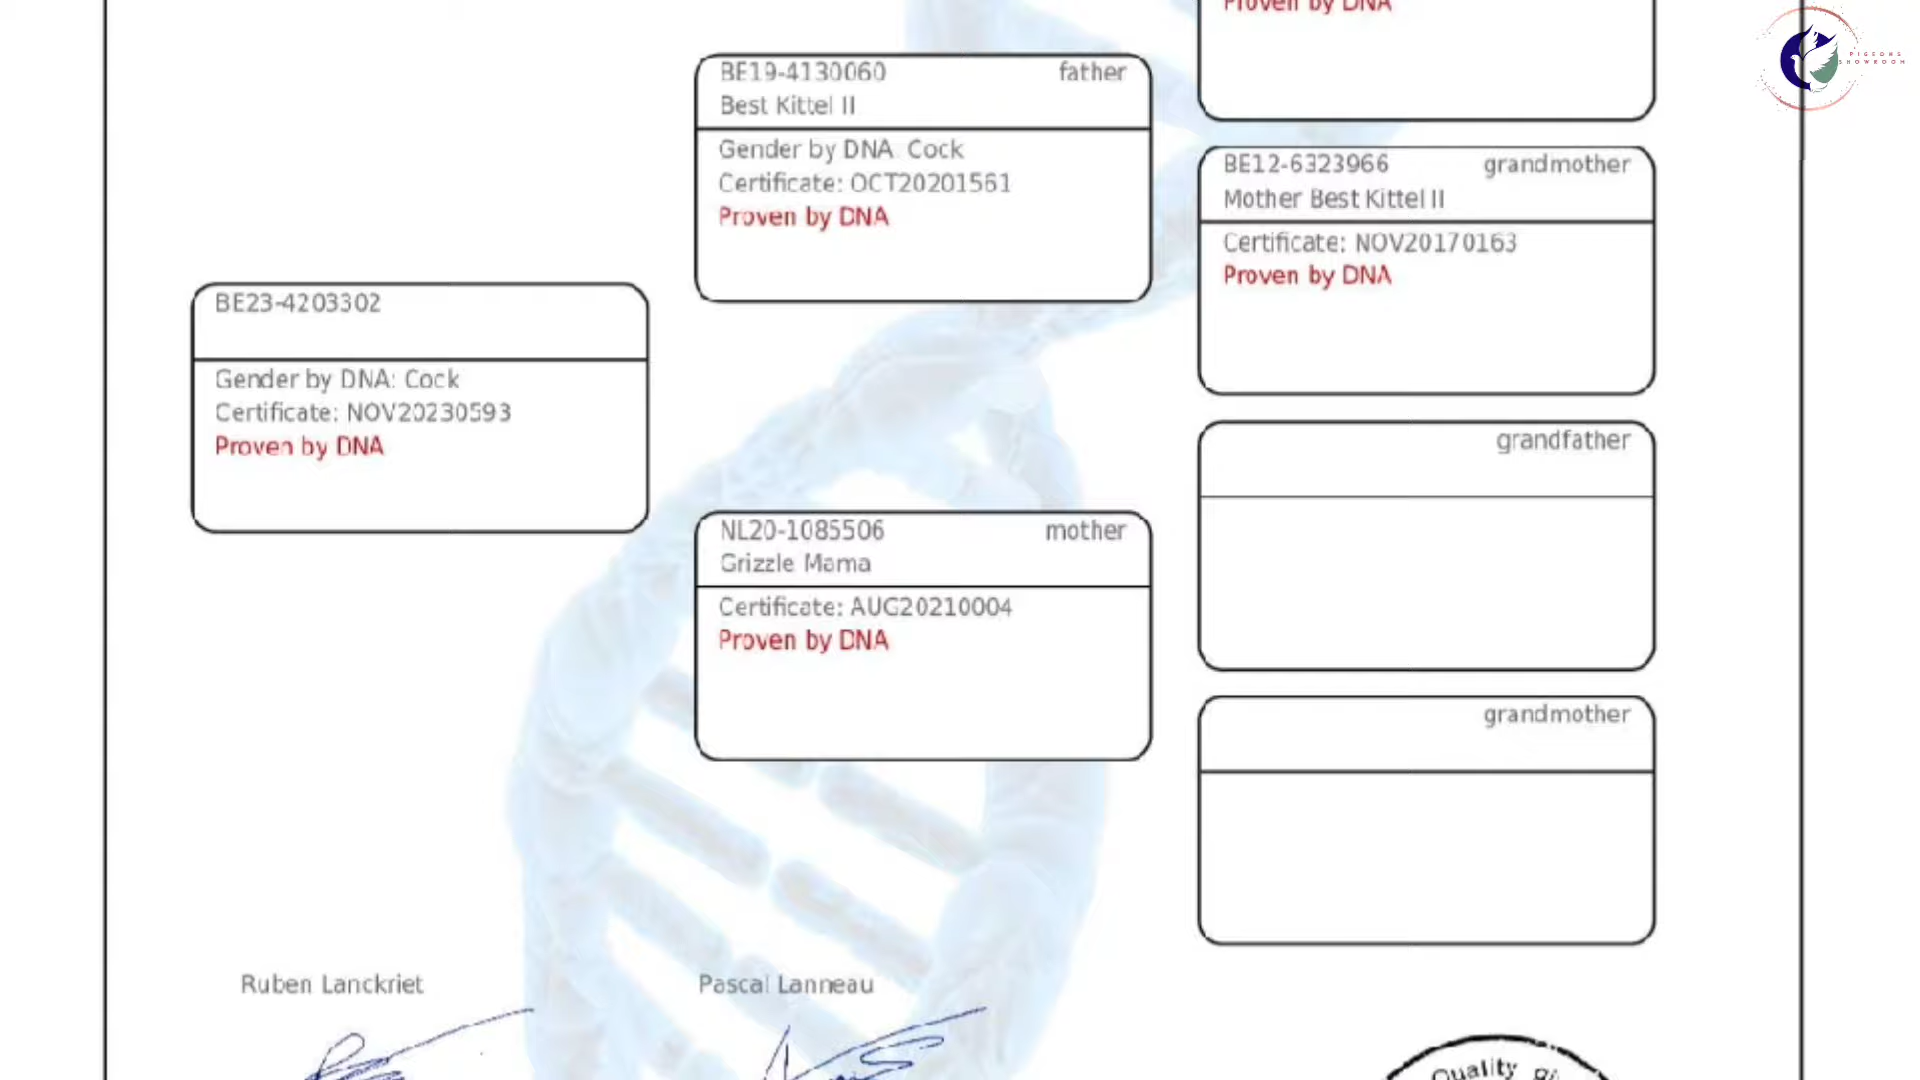 Proven by DNA
PIGEONS
SHOWROOM
BE19-4130060 father
Best Kittel II
Gender by DNA: Cock
Certificate: OCT20201561
Proven by DNA
BE12-6323966 grandmother
Mother Best Kittel II
Certificate: NOV20170163
Proven by DNA
BE23-4203302
Gender by DNA: Cock
Certificate: NOV20230593
Proven by DNA
grandfather
NL20-1085506 mother
Grizzle Mama
Certificate: AUG20210004
Proven by DNA
grandmother
Ruben Lanckriet
Pascal Lanneau
Quality